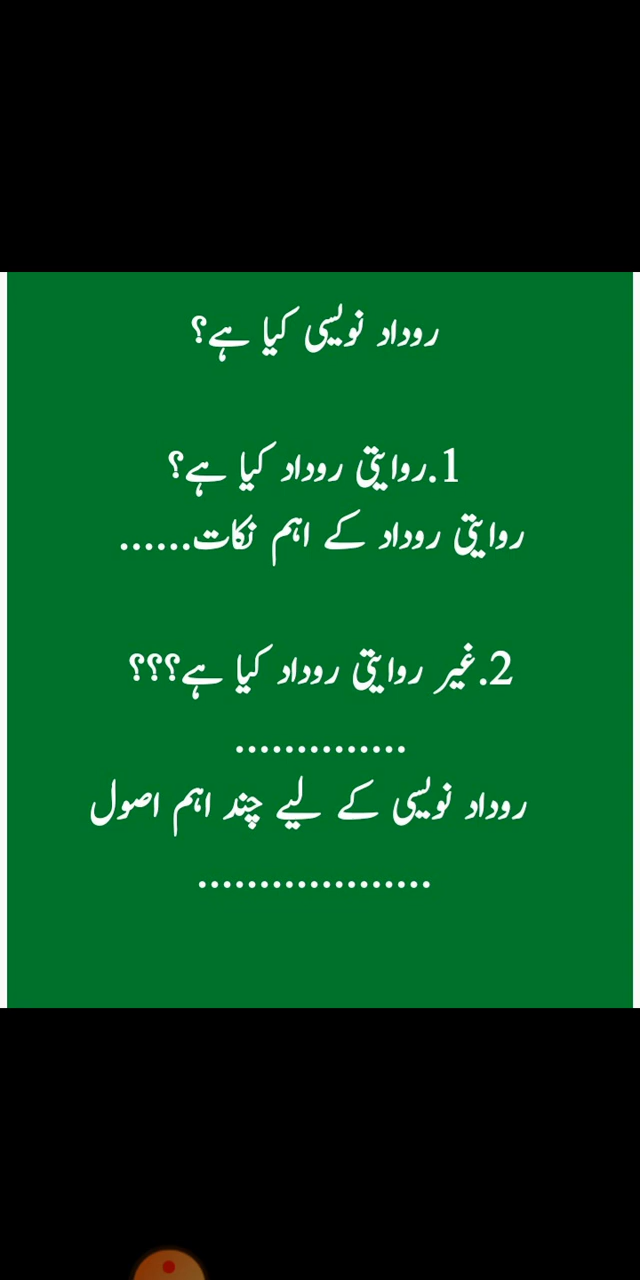 روداد نویسی کیا ہے؟
1.روایتی روداد کیا ہے؟
روایتی روداد کے اہم نکات......
2.غیر روایتی روداد کیا ہے؟؟؟
..............
روداد نویسی کے لیے چند اہم اصول
...................